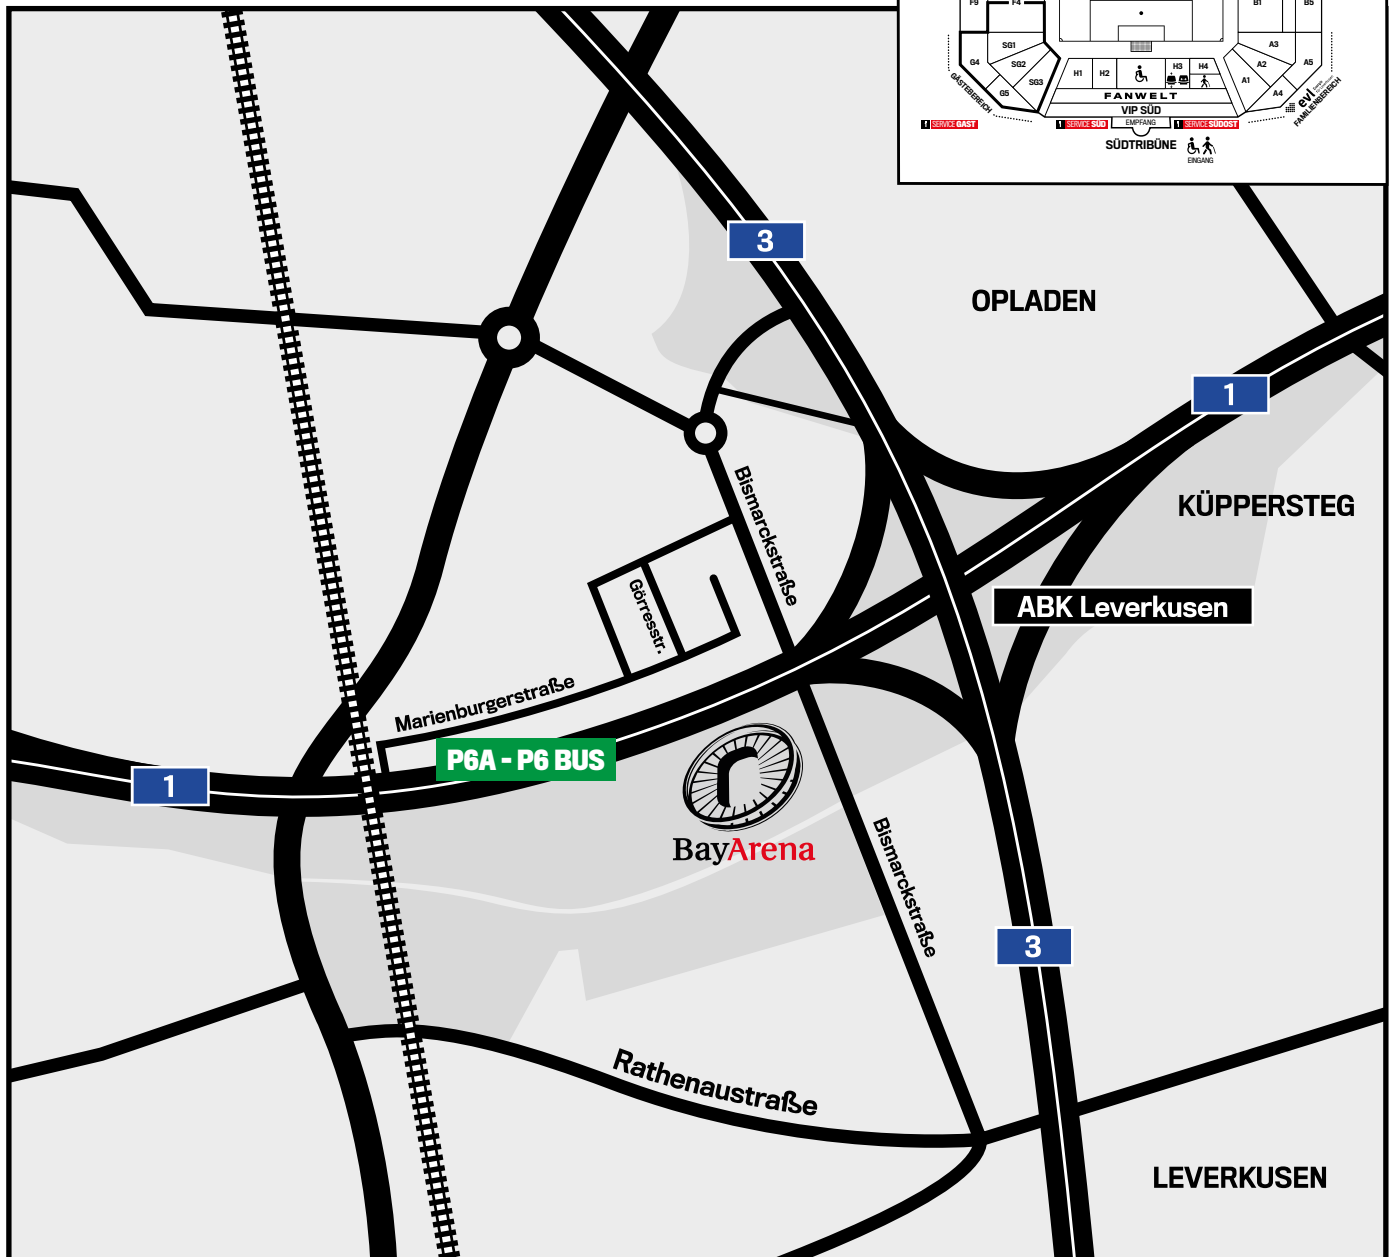 F9
F4
B1
B5
SG1
SG2
SG3
G4
G5
H1
H2
H3
H4
A3
A2
A1
A5
A4
GÄSTEBEREICH
FANWELT
VIP SÜD
EMPFANG
evl
FAMILIENBEREICH
SERVICE GAST
SERVICE SÜD
SERVICE SÜDOST
SÜDTRIBÜNE
EINGANG
3
OPLADEN
1
KÜPPERSTEG
Bismarckstraße
Görresstr.
ABK Leverkusen
Marienburgerstraße
P6A - P6 BUS
1
BayArena
Bismarckstraße
3
Rathenaustraße
LEVERKUSEN